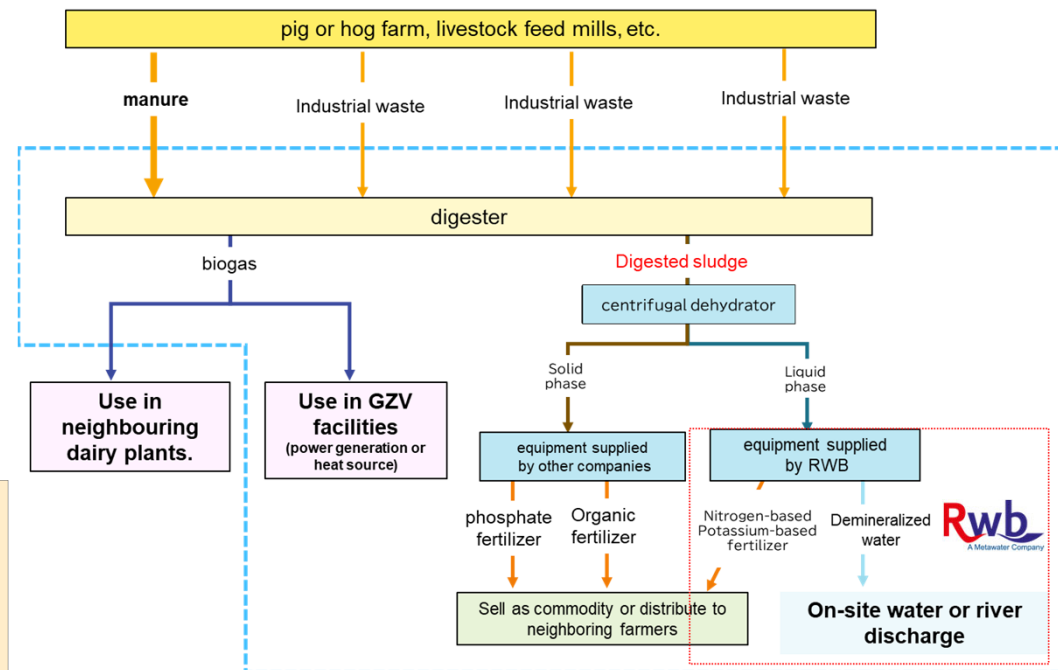 pig or hog farm, livestock feed mills, etc.
manure
Industrial waste
Industrial waste
Industrial waste
digester
biogas
Digested sludge
centrifugal dehydrator
Solid
phase
Liquid
phase
Use in
neighbouring
dairy plants.
Use in GZV
facilities
(power generation or
heat source)
equipment supplied
by other companies
equipment supplied
by RWB
phosphate
fertilizer
Organic
fertilizer
Nitrogen-based
Potassium-based
fertilizer
Demineralized
water
Rwb
A Metawater Company
Sell as commodity or distribute to
neighboring farmers
On-site water or river
discharge